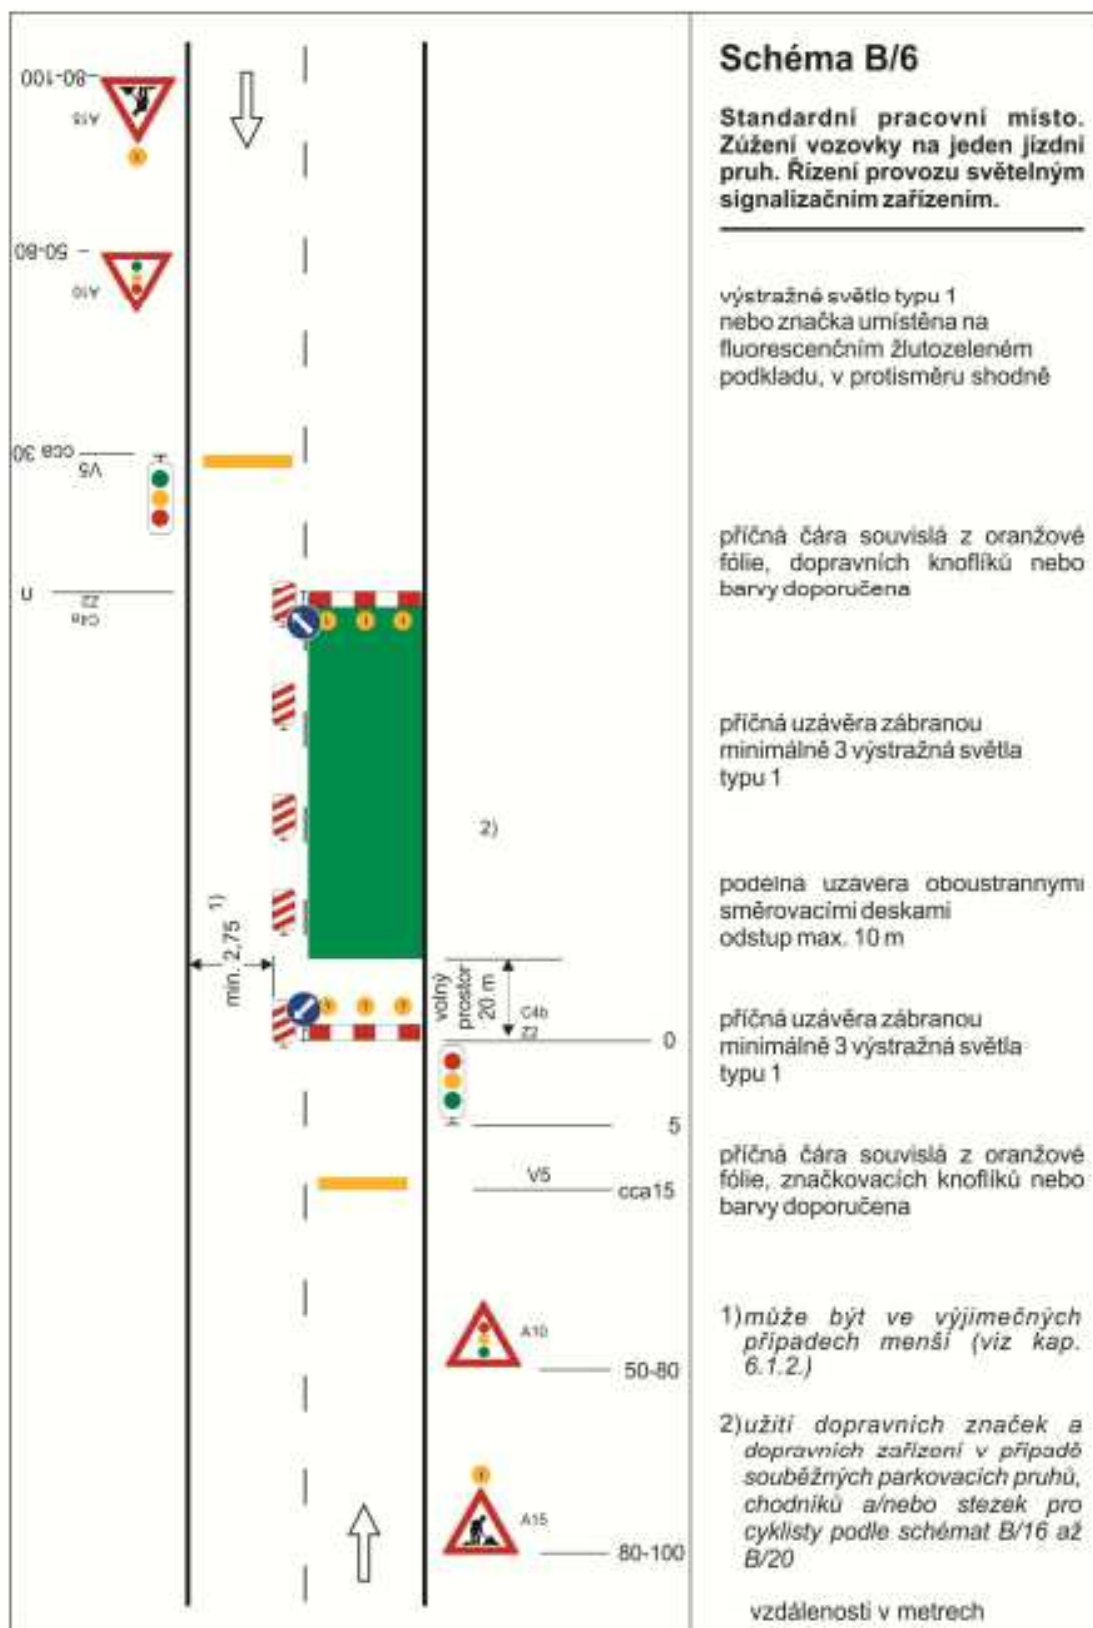 Schéma B/6
Standardní pracovní místo.
Zúžení vozovky na jeden jízdní
pruh. Řízení provozu světelným
signalizačním zařízením.
výstražné světlo typu 1
nebo značka umístěna na
fluorescenčním žlutozeleném
podkladu, v protisměru shodně
příčná čára souvislá z oranžové
fólie, dopravních knoflíků nebo
barvy doporučena
příčná uzávěra zábranou
minimálně 3 výstražná světla
typu 1
podélná uzávěra oboustrannými
směrovacími deskami
odstup max. 10 m
příčná uzávěra zábranou
minimálně 3 výstražná světla
typu 1
příčná čára souvislá z oranžové
fólie, značkovacích knoflíků nebo
barvy doporučena
1) může být ve výjimečných
případech menší (viz kap.
6.1.2.)
2) užití dopravních značek a
dopravních zařízení v případě
souběžných parkovacích pruhů,
chodníků a/nebo stezek pro
cyklisty podle schémat B/16 až
B/20
vzdálenosti v metrech
80-100
A15
50-80
A10
cca 30
V5
Z2
C4a
2)
min. 2,75 1)
volný
prostor
20 m
C4b
Z2
0
5
V5
cca15
A10
50-80
A15
80-100